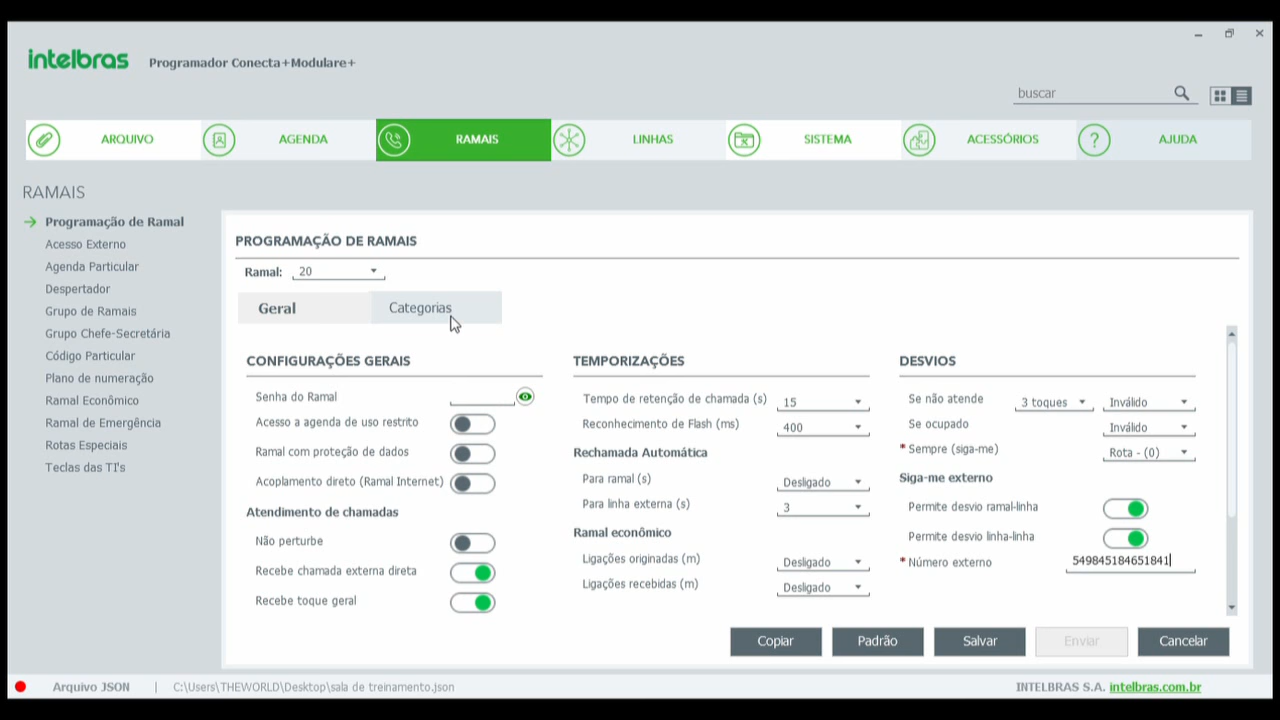 intelbras
Programador Conecta+Modulare+
buscar
ARQUIVO
AGENDA
RAMAIS
LINHAS
SISTEMA
ACESSÓRIOS
?
AJUDA
RAMAIS
Programação de Ramal
Acesso Externo
Agenda Particular
Despertador
Grupo de Ramais
Grupo Chefe-Secretária
Código Particular
Plano de numeração
Ramal Econômico
Ramal de Emergência
Rotas Especiais
Teclas das TI's
PROGRAMAÇÃO DE RAMAIS
Ramal: 20
Geral
Categorias
CONFIGURAÇÕES GERAIS
Senha do Ramal
Acesso a agenda de uso restrito
Ramal com proteção de dados
Acoplamento direto (Ramal Internet)
Atendimento de chamadas
Não perturbe
Recebe chamada externa direta
Recebe toque geral
TEMPORIZAÇÕES
Tempo de retenção de chamada (s) 15
Reconhecimento de Flash (ms) 400
Rechamada Automática
Para ramal (s) Desligado
Para linha externa (s) 3
Ramal econômico
Ligações originadas (m) Desligado
Ligações recebidas (m) Desligado
DESVIOS
Se não atende 3 toques Inválido
Se ocupado Inválido
* Sempre (siga-me) Rota - (0)
Siga-me externo
Permite desvio ramal-linha
Permite desvio linha-linha
* Número externo 549845184651841
Copiar
Padrão
Salvar
Enviar
Cancelar
Arquivo JSON | C:\Users\THEWORLD\Desktop\sala de treinamento.json
INTELBRAS S.A. intelbras.com.br